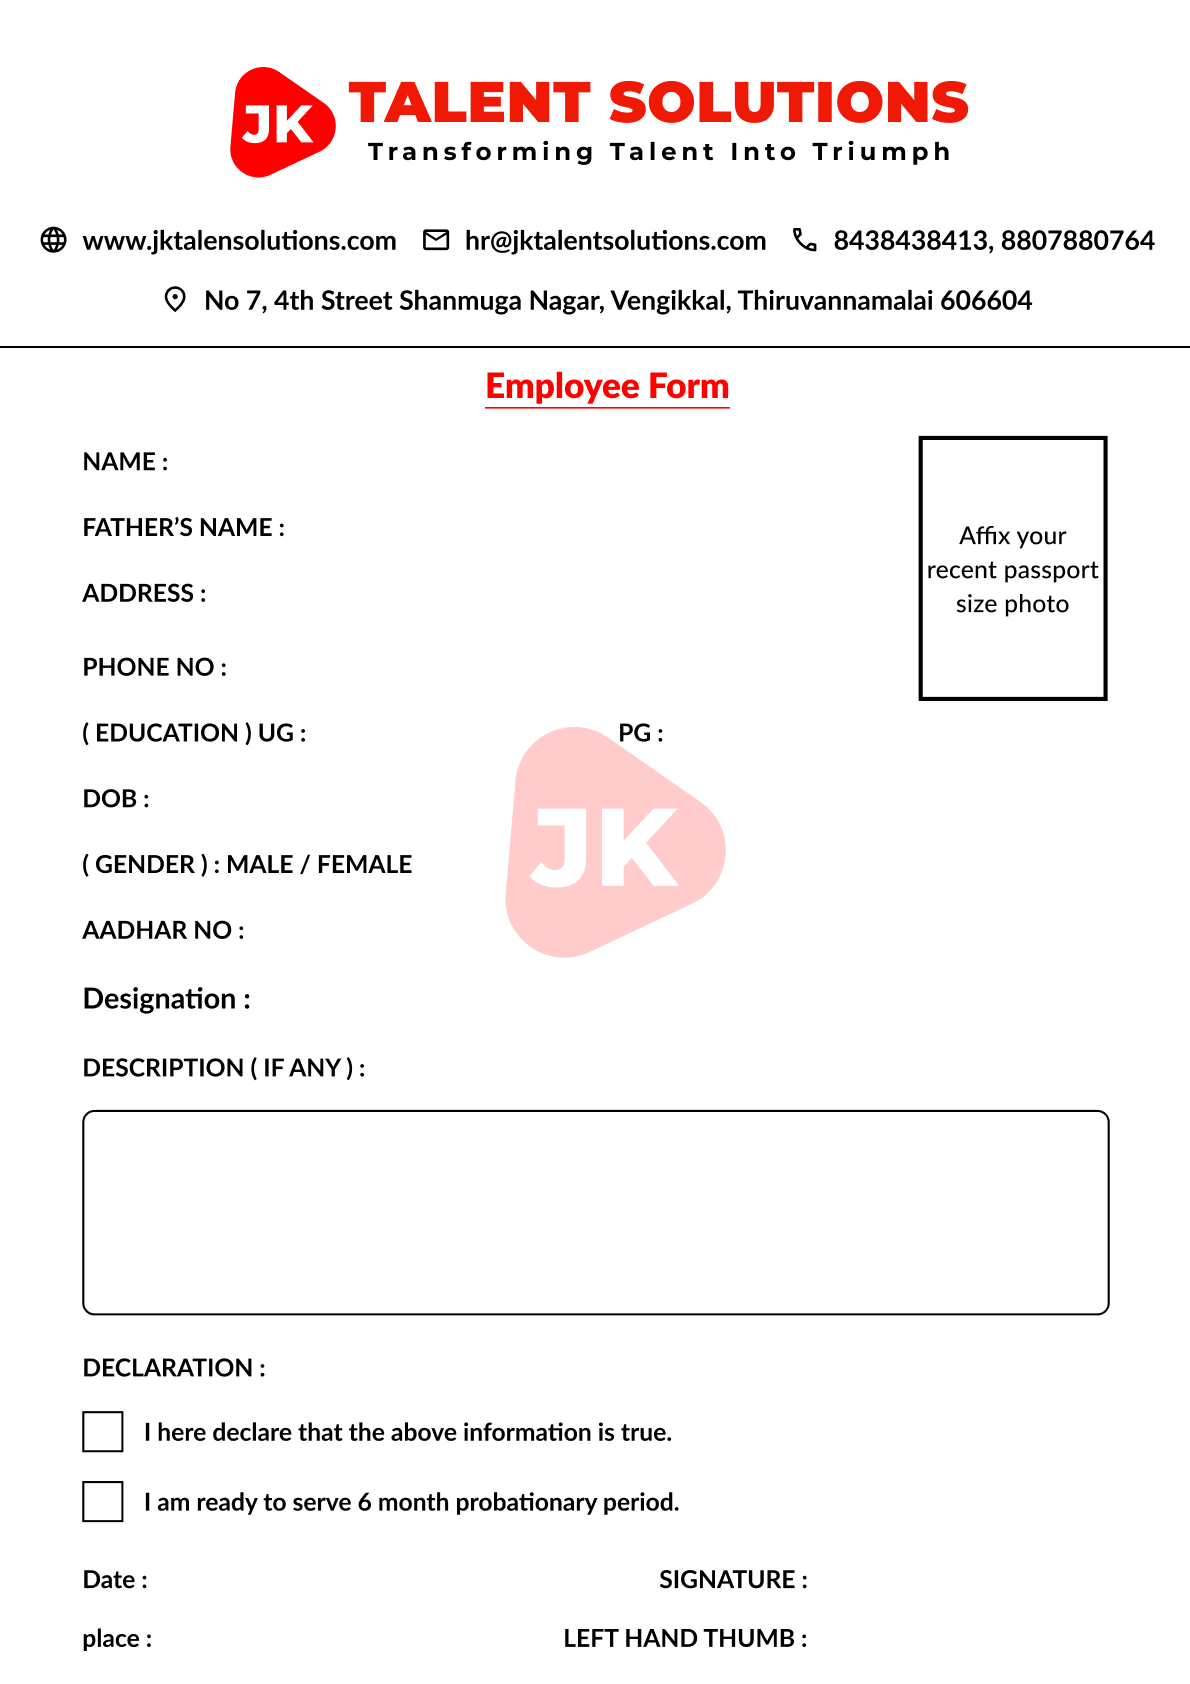 JK TALENT SOLUTIONS
Transforming Talent Into Triumph
www.jktalensolutions.com hr@jktalentsolutions.com 8438438413, 8807880764
No 7, 4th Street Shanmuga Nagar, Vengikkal, Thiruvannamalai 606604
Employee Form
NAME :
FATHER’S NAME :
ADDRESS :
Affix your
recent passport
size photo
PHONE NO :
( EDUCATION ) UG : PG :
DOB :
JK
( GENDER ) : MALE / FEMALE
AADHAR NO :
Designation :
DESCRIPTION ( IF ANY ) :
DECLARATION :
I here declare that the above information is true.
I am ready to serve 6 month probationary period.
Date : SIGNATURE :
place : LEFT HAND THUMB :